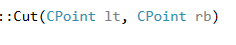 ::Cut(CPoint lt, CPoint rb)